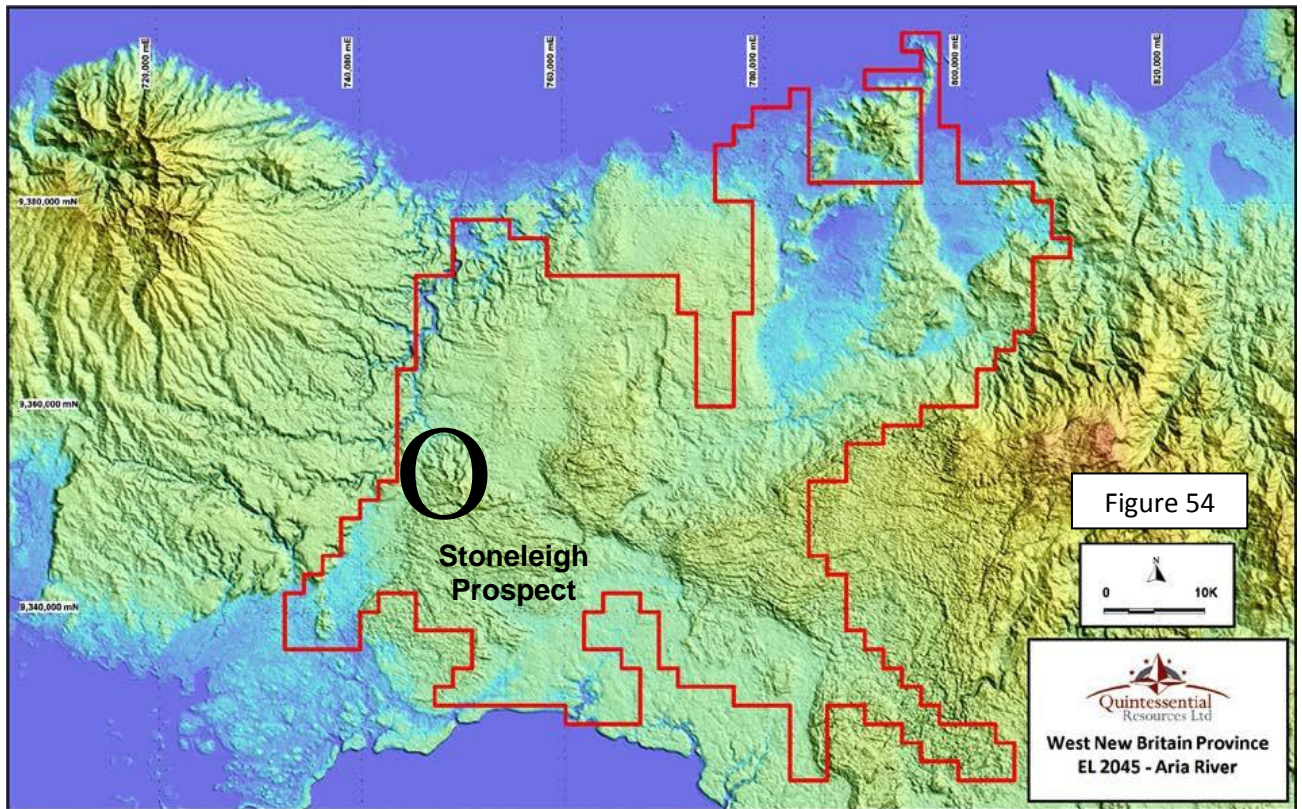 720,000 mE
740,000 mE
760,000 mE
780,000 mE
800,000 mE
820,000 mE
9,380,000 mN
9,360,000 mN
9,340,000 mN
O
Stoneleigh
Prospect
Figure 54
N
0 10K
Quintessential
Resources Ltd
West New Britain Province
EL 2045 - Aria River